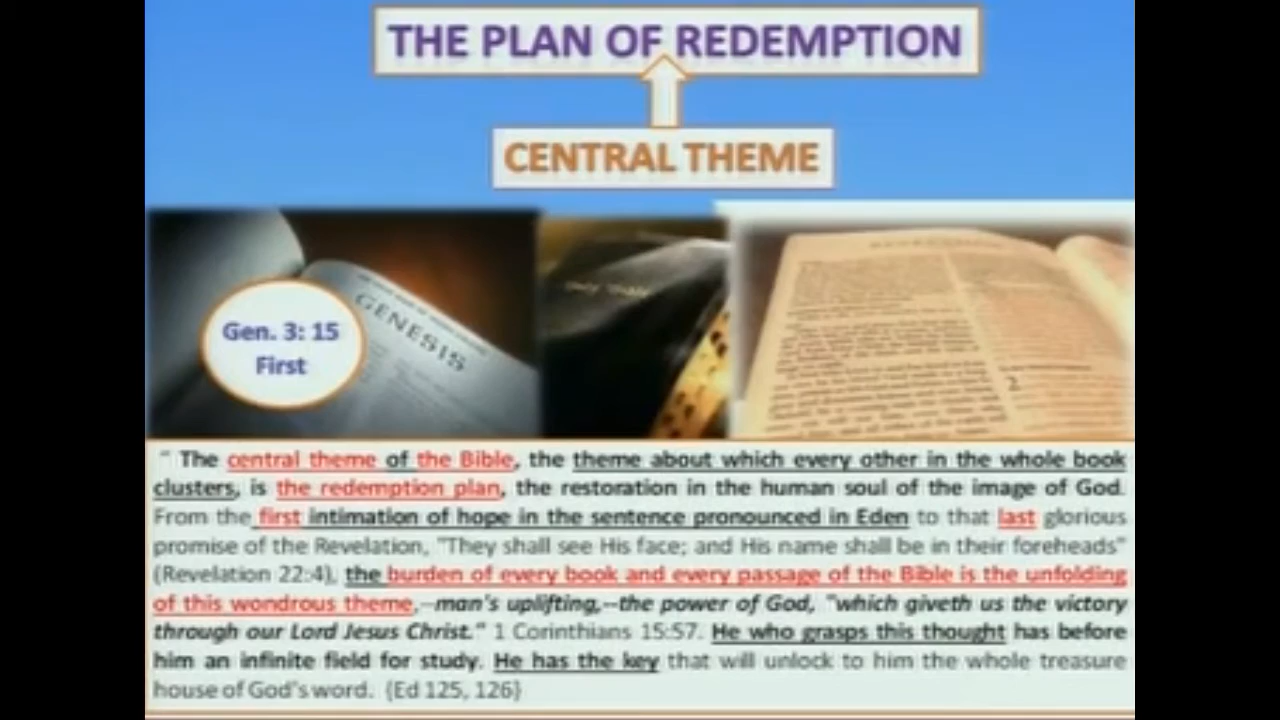 THE PLAN OF REDEMPTION
CENTRAL THEME
GENESIS
Gen. 3: 15
First
Holy Bible
2
" The central theme of the Bible, the theme about which every other in the whole book
clusters, is the redemption plan, the restoration in the human soul of the image of God.
From the first intimation of hope in the sentence pronounced in Eden to that last glorious
promise of the Revelation, "They shall see His face; and His name shall be in their foreheads"
(Revelation 22:4), the burden of every book and every passage of the Bible is the unfolding
of this wondrous theme,--man's uplifting,--the power of God, "which giveth us the victory
through our Lord Jesus Christ." 1 Corinthians 15:57. He who grasps this thought has before
him an infinite field for study. He has the key that will unlock to him the whole treasure
house of God's word. {Ed 125, 126}